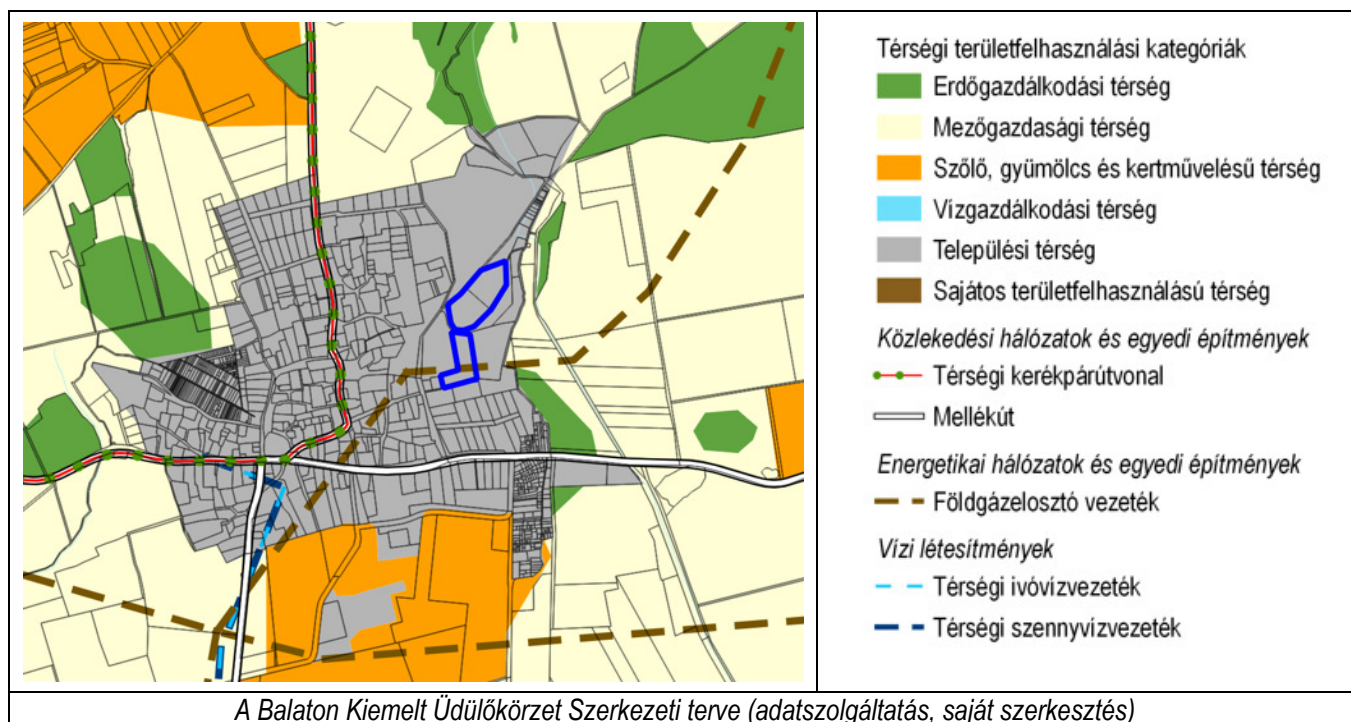 Térségi területfelhasználási kategóriák
Erdőgazdálkodási térség
Mezőgazdasági térség
Szőlő, gyümölcs és kertművelésű térség
Vízgazdálkodási térség
Települési térség
Sajátos területfelhasználású térség
Közlekedési hálózatok és egyedi építmények
Térségi kerékpárútvonal
Mellékút
Energetikai hálózatok és egyedi építmények
Földgázelosztó vezeték
Vízi létesítmények
Térségi ivóvízvezeték
Térségi szennyvízvezeték
A Balaton Kiemelt Üdülőkörzet Szerkezeti terve (adatszolgáltatás, saját szerkesztés)